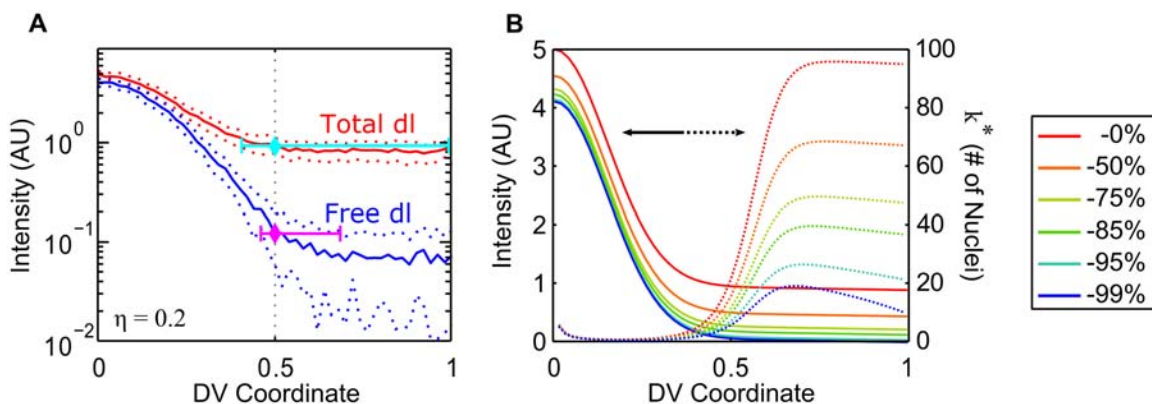 A
Intensity (AU)
10^0
10^-1
10^-2
Total dl
Free dl
η = 0.2
0
0.5
1
DV Coordinate
B
Intensity (AU)
5
4
3
2
1
0
100
80
60
40
20
0
k* (# of Nuclei)
0
0.5
1
DV Coordinate
-0%
-50%
-75%
-85%
-95%
-99%